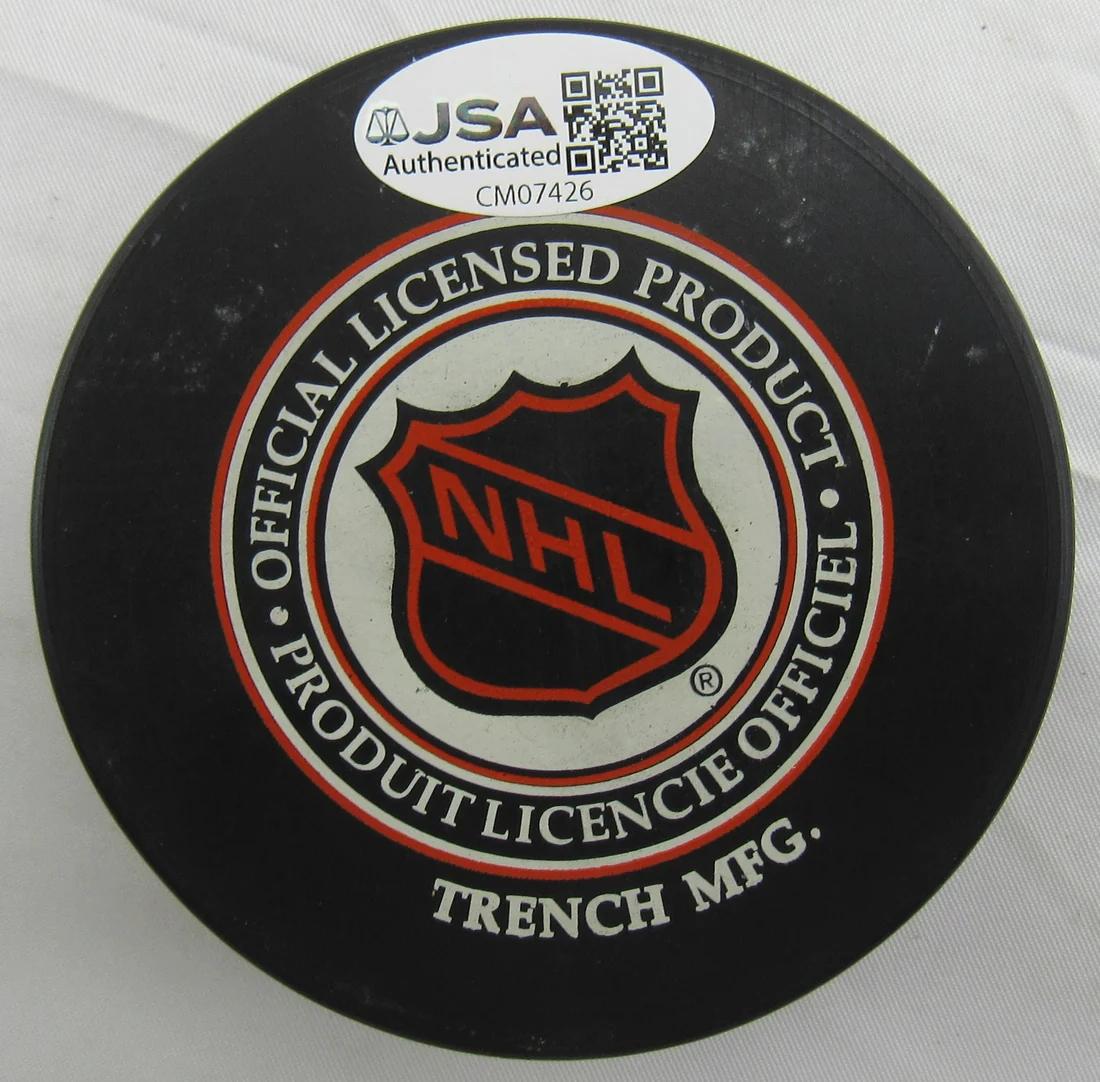 JSA
Authenticated
CM07426
OFFICIAL LICENSED PRODUCT •
NHL
®
• PRODUIT LICENCIE OFFICIEL
TRENCH MFG.